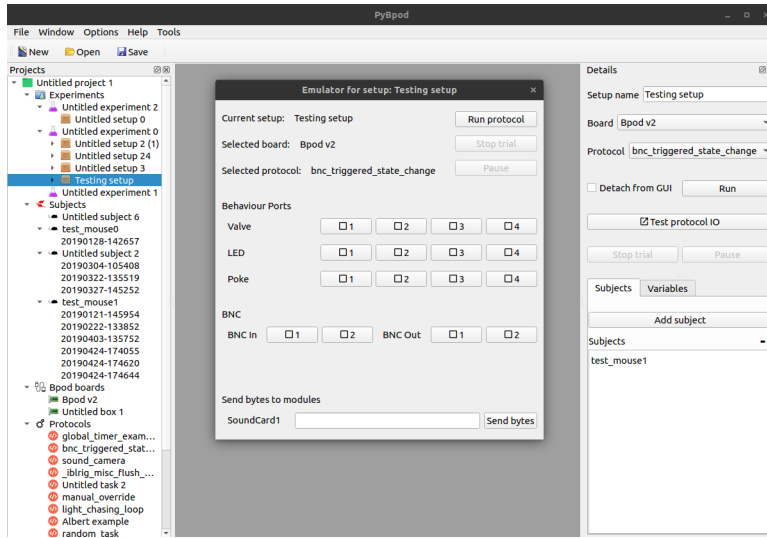 PyBpod
File Window Options Help Tools
New Open Save
Projects
Untitled project 1
Experiments
Untitled experiment 2
Untitled setup 0
Untitled experiment 0
Untitled setup 2 (1)
Untitled setup 24
Untitled setup 3
Testing setup
Untitled experiment 1
Subjects
Untitled subject 6
test_mouse0
20190128-142657
Untitled subject 2
20190304-105408
20190322-135519
20190327-145252
test_mouse1
20190121-145954
20190222-133852
20190403-135752
20190424-174055
20190424-174620
20190424-174644
Bpod boards
Bpod v2
Untitled box 1
Protocols
global_timer_exam...
bnc_triggered_stat...
sound_camera
_iblrig_misc_flush_...
Untitled task 2
manual_override
light_chasing_loop
Albert example
random_task
Emulator for setup: Testing setup
Current setup: Testing setup Run protocol
Selected board: Bpod v2 Stop trial
Selected protocol: bnc_triggered_state_change Pause
Behaviour Ports
Valve 1 2 3 4
LED 1 2 3 4
Poke 1 2 3 4
BNC
BNC In 1 2 BNC Out 1 2
Send bytes to modules
SoundCard1 Send bytes
Details
Setup name Testing setup
Board Bpod v2
Protocol bnc_triggered_state_change
Detach from GUI Run
Test protocol IO
Stop trial Pause
Subjects Variables
Add subject
Subjects
test_mouse1